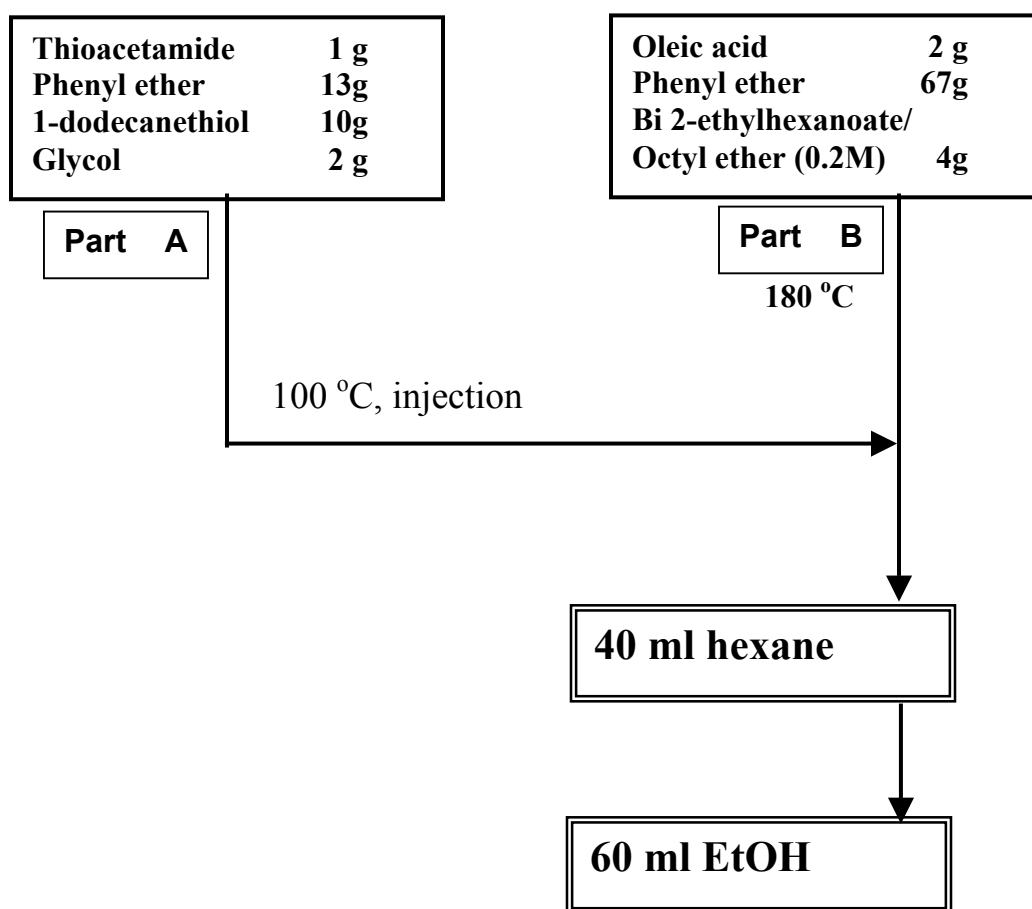 Thioacetamide 1 g
Phenyl ether 13g
1-dodecanethiol 10g
Glycol 2 g
Part A
Oleic acid 2 g
Phenyl ether 67g
Bi 2-ethylhexanoate/
Octyl ether (0.2M) 4g
Part B
180 °C
100 °C, injection
40 ml hexane
60 ml EtOH